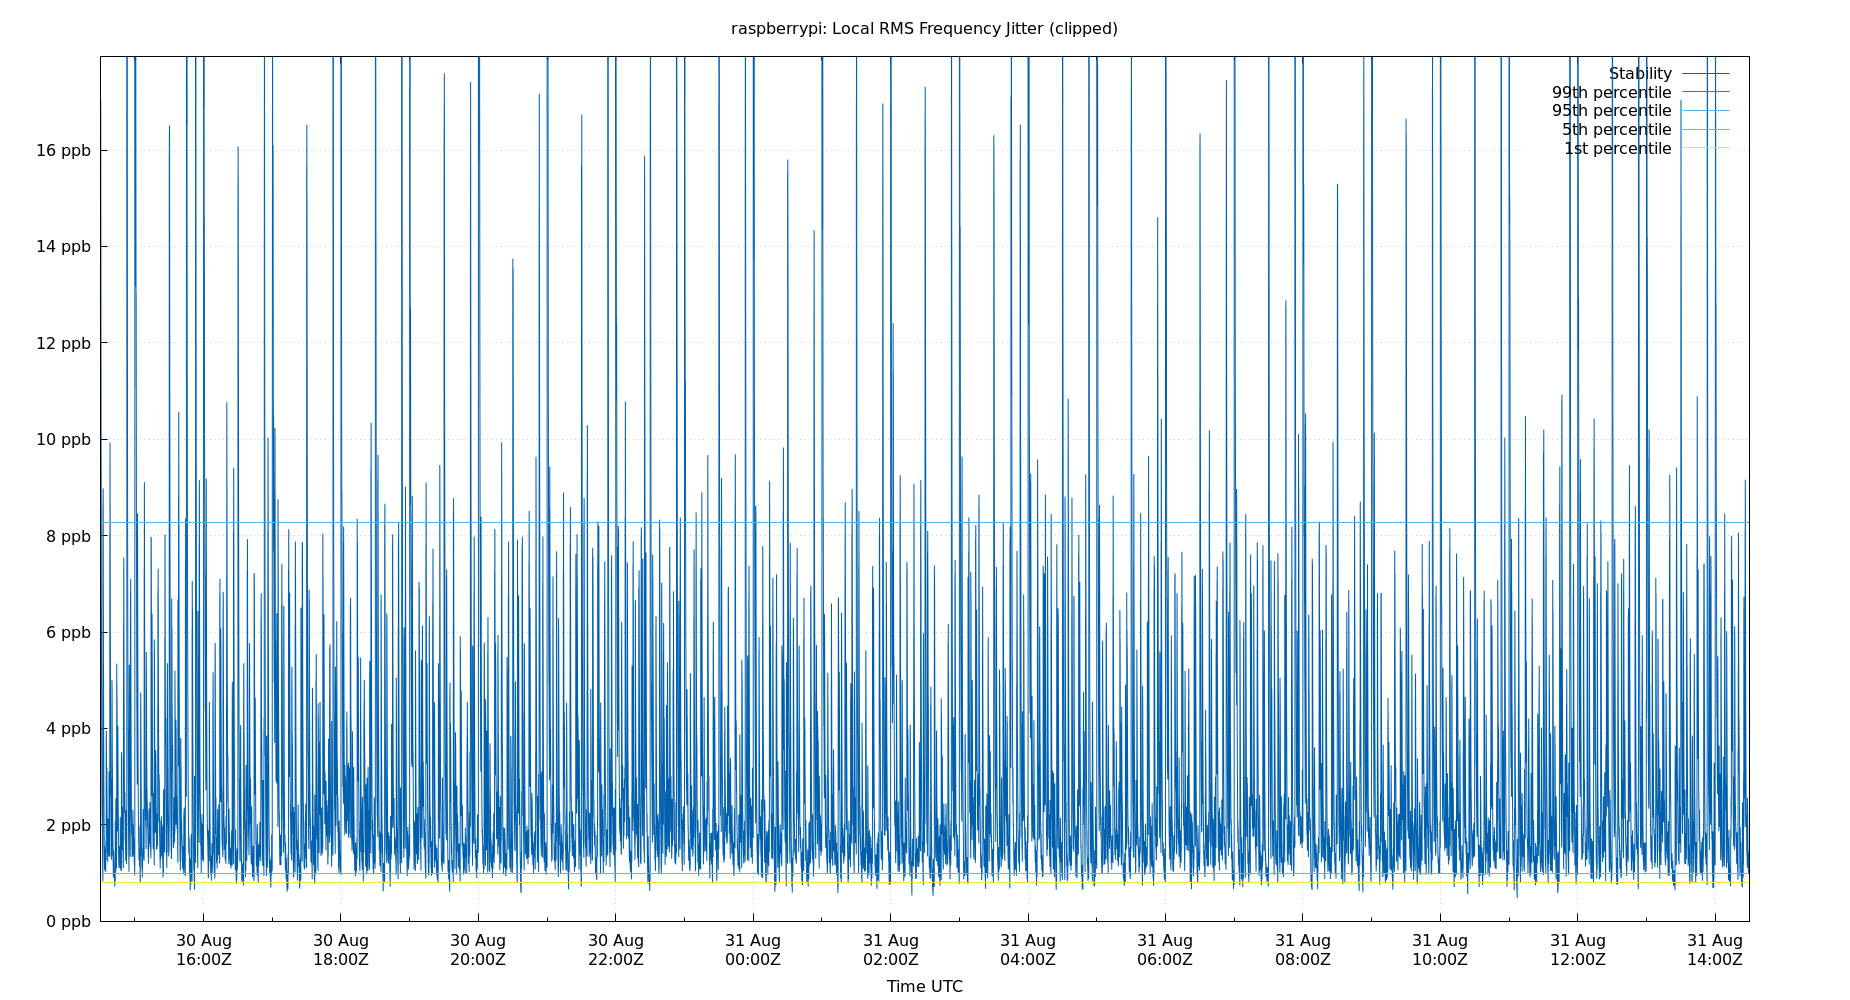 raspberrypi: Local RMS Frequency Jitter (clipped)
Stability
99th percentile
95th percentile
5th percentile
1st percentile
16 ppb
14 ppb
12 ppb
10 ppb
8 ppb
6 ppb
4 ppb
2 ppb
0 ppb
30 Aug 30 Aug 30 Aug 30 Aug 31 Aug 31 Aug 31 Aug 31 Aug 31 Aug 31 Aug 31 Aug 31 Aug
16:00Z 18:00Z 20:00Z 22:00Z 00:00Z 02:00Z 04:00Z 06:00Z 08:00Z 10:00Z 12:00Z 14:00Z
Time UTC